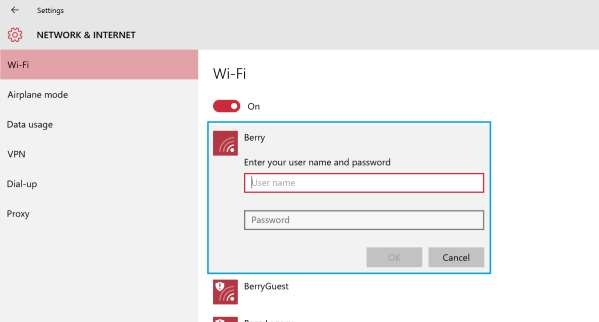 Settings
NETWORK & INTERNET
Wi-Fi
Airplane mode
Data usage
VPN
Dial-up
Proxy
Wi-Fi
On
Berry
Enter your user name and password
User name
Password
OK
Cancel
BerryGuest